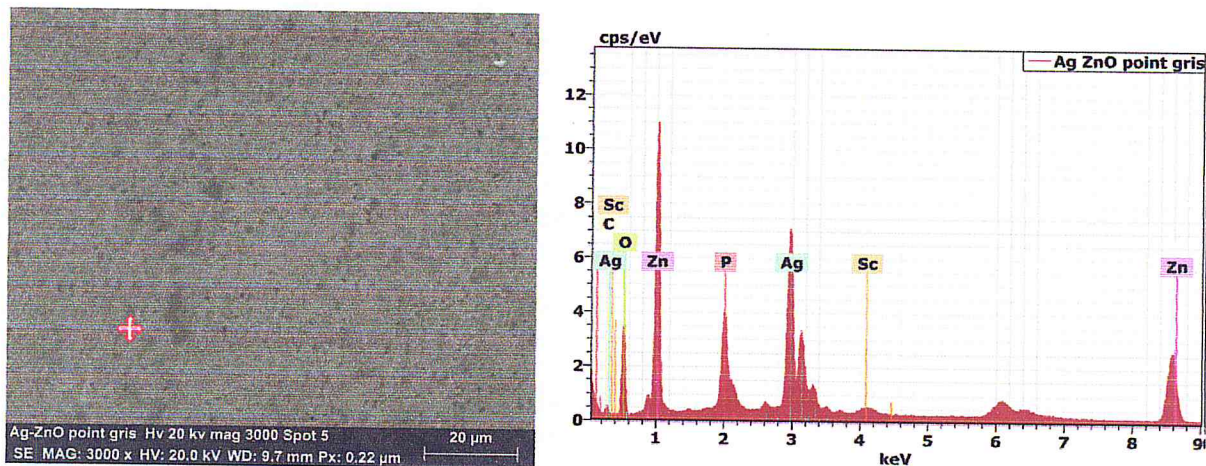 Ag-ZnO point gris Hv 20 kv mag 3000 Spot 5
20 µm
SE MAG: 3000 x HV: 20.0 kV WD: 9.7 mm Px: 0.22 µm
cps/eV
Ag ZnO point gris
12
10
8
6
4
2
0
Sc
C
O
Ag
Zn
P
Ag
Sc
Zn
1
2
3
4
5
6
7
8
9
keV